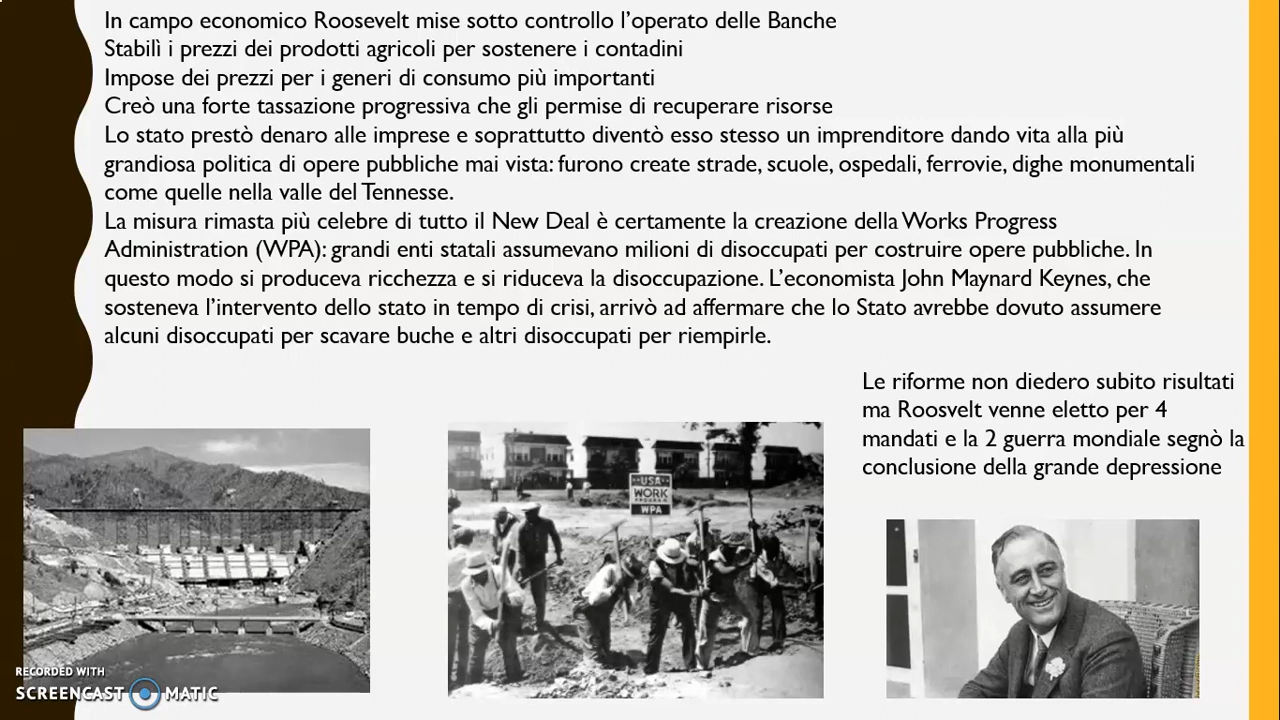 In campo economico Roosevelt mise sotto controllo l’operato delle Banche
Stabilì i prezzi dei prodotti agricoli per sostenere i contadini
Impose dei prezzi per i generi di consumo più importanti
Creò una forte tassazione progressiva che gli permise di recuperare risorse
Lo stato prestò denaro alle imprese e soprattutto diventò esso stesso un imprenditore dando vita alla più
grandiosa politica di opere pubbliche mai vista: furono create strade, scuole, ospedali, ferrovie, dighe monumentali
come quelle nella valle del Tennesse.
La misura rimasta più celebre di tutto il New Deal è certamente la creazione della Works Progress
Administration (WPA): grandi enti statali assumevano milioni di disoccupati per costruire opere pubbliche. In
questo modo si produceva ricchezza e si riduceva la disoccupazione. L’economista John Maynard Keynes, che
sosteneva l’intervento dello stato in tempo di crisi, arrivò ad affermare che lo Stato avrebbe dovuto assumere
alcuni disoccupati per scavare buche e altri disoccupati per riempirle.
Le riforme non diedero subito risultati
ma Roosvelt venne eletto per 4
mandati e la 2 guerra mondiale segnò la
conclusione della grande depressione
USA
WORK
PROGRAM
WPA
RECORDED WITH
SCREENCAST MATIC